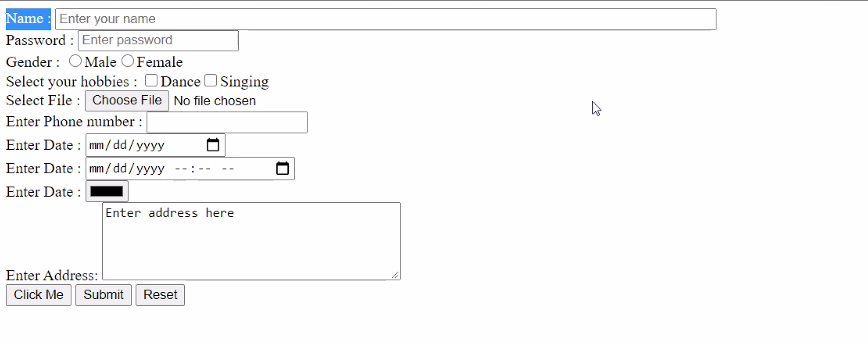 Name : Enter your name
Password : Enter password
Gender : Male Female
Select your hobbies : Dance Singing
Select File : Choose File No file chosen
Enter Phone number :
Enter Date : mm/dd/yyyy
Enter Date : mm/dd/yyyy --:-- --
Enter Date :
Enter address here
Enter Address:
Click Me Submit Reset